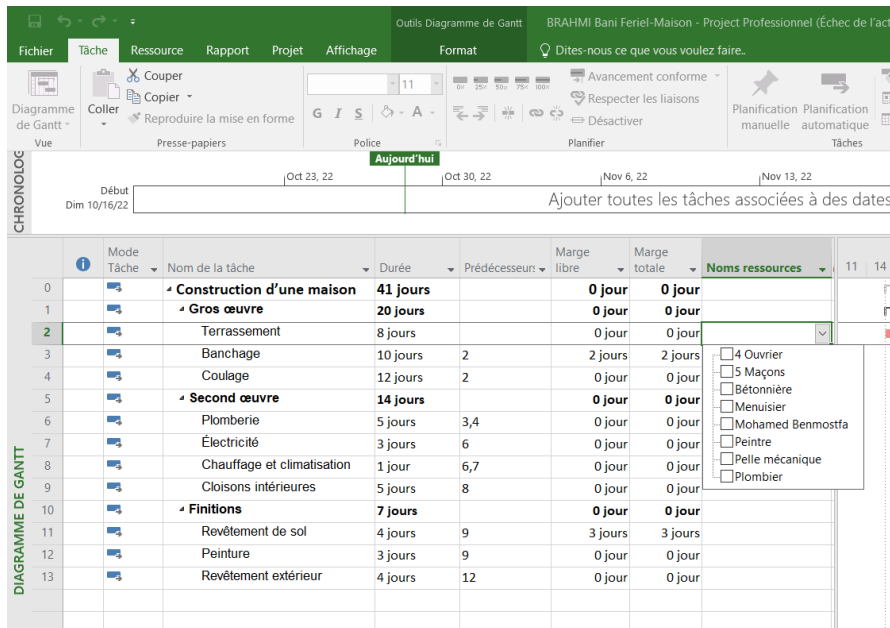 Outils Diagramme de Gantt BRAHMI Bani Feriel-Maison - Project Professionnel (Échec de l'act
Fichier Tâche Ressource Rapport Projet Affichage Format Dites-nous ce que vous voulez faire..
Couper
Copier
Reproduire la mise en forme
Diagramme de Gantt
Coller
11
G I S A
0× 25× 50× 75× 100×
Avancement conforme
Respecter les liaisons
Désactiver
Planification manuelle
Planification automatique
Vue Presse-papiers Police Planifier Tâches
CHRONOLOG
Aujourd'hui
Oct 23, 22 Oct 30, 22 Nov 6, 22 Nov 13, 22
Début
Dim 10/16/22
Ajouter toutes les tâches associées à des dates
DIAGRAMME DE GANTT
Mode Tâche Nom de la tâche Durée Prédécesseurs Marge libre Marge totale Noms ressources 11 14
0 Construction d'une maison 41 jours 0 jour 0 jour
1 Gros œuvre 20 jours 0 jour 0 jour
2 Terrassement 8 jours 0 jour 0 jour
3 Banchage 10 jours 2 2 jours 2 jours
4 Coulage 12 jours 2 0 jour 0 jour
5 Second œuvre 14 jours 0 jour 0 jour
6 Plomberie 5 jours 3,4 0 jour 0 jour
7 Électricité 3 jours 6 0 jour 0 jour
8 Chauffage et climatisation 1 jour 6,7 0 jour 0 jour
9 Cloisons intérieures 5 jours 8 0 jour 0 jour
10 Finitions 7 jours 0 jour 0 jour
11 Revêtement de sol 4 jours 9 3 jours 3 jours
12 Peinture 3 jours 9 0 jour 0 jour
13 Revêtement extérieur 4 jours 12 0 jour 0 jour
4 Ouvrier
5 Maçons
Bétonnière
Menuisier
Mohamed Benmostfa
Peintre
Pelle mécanique
Plombier